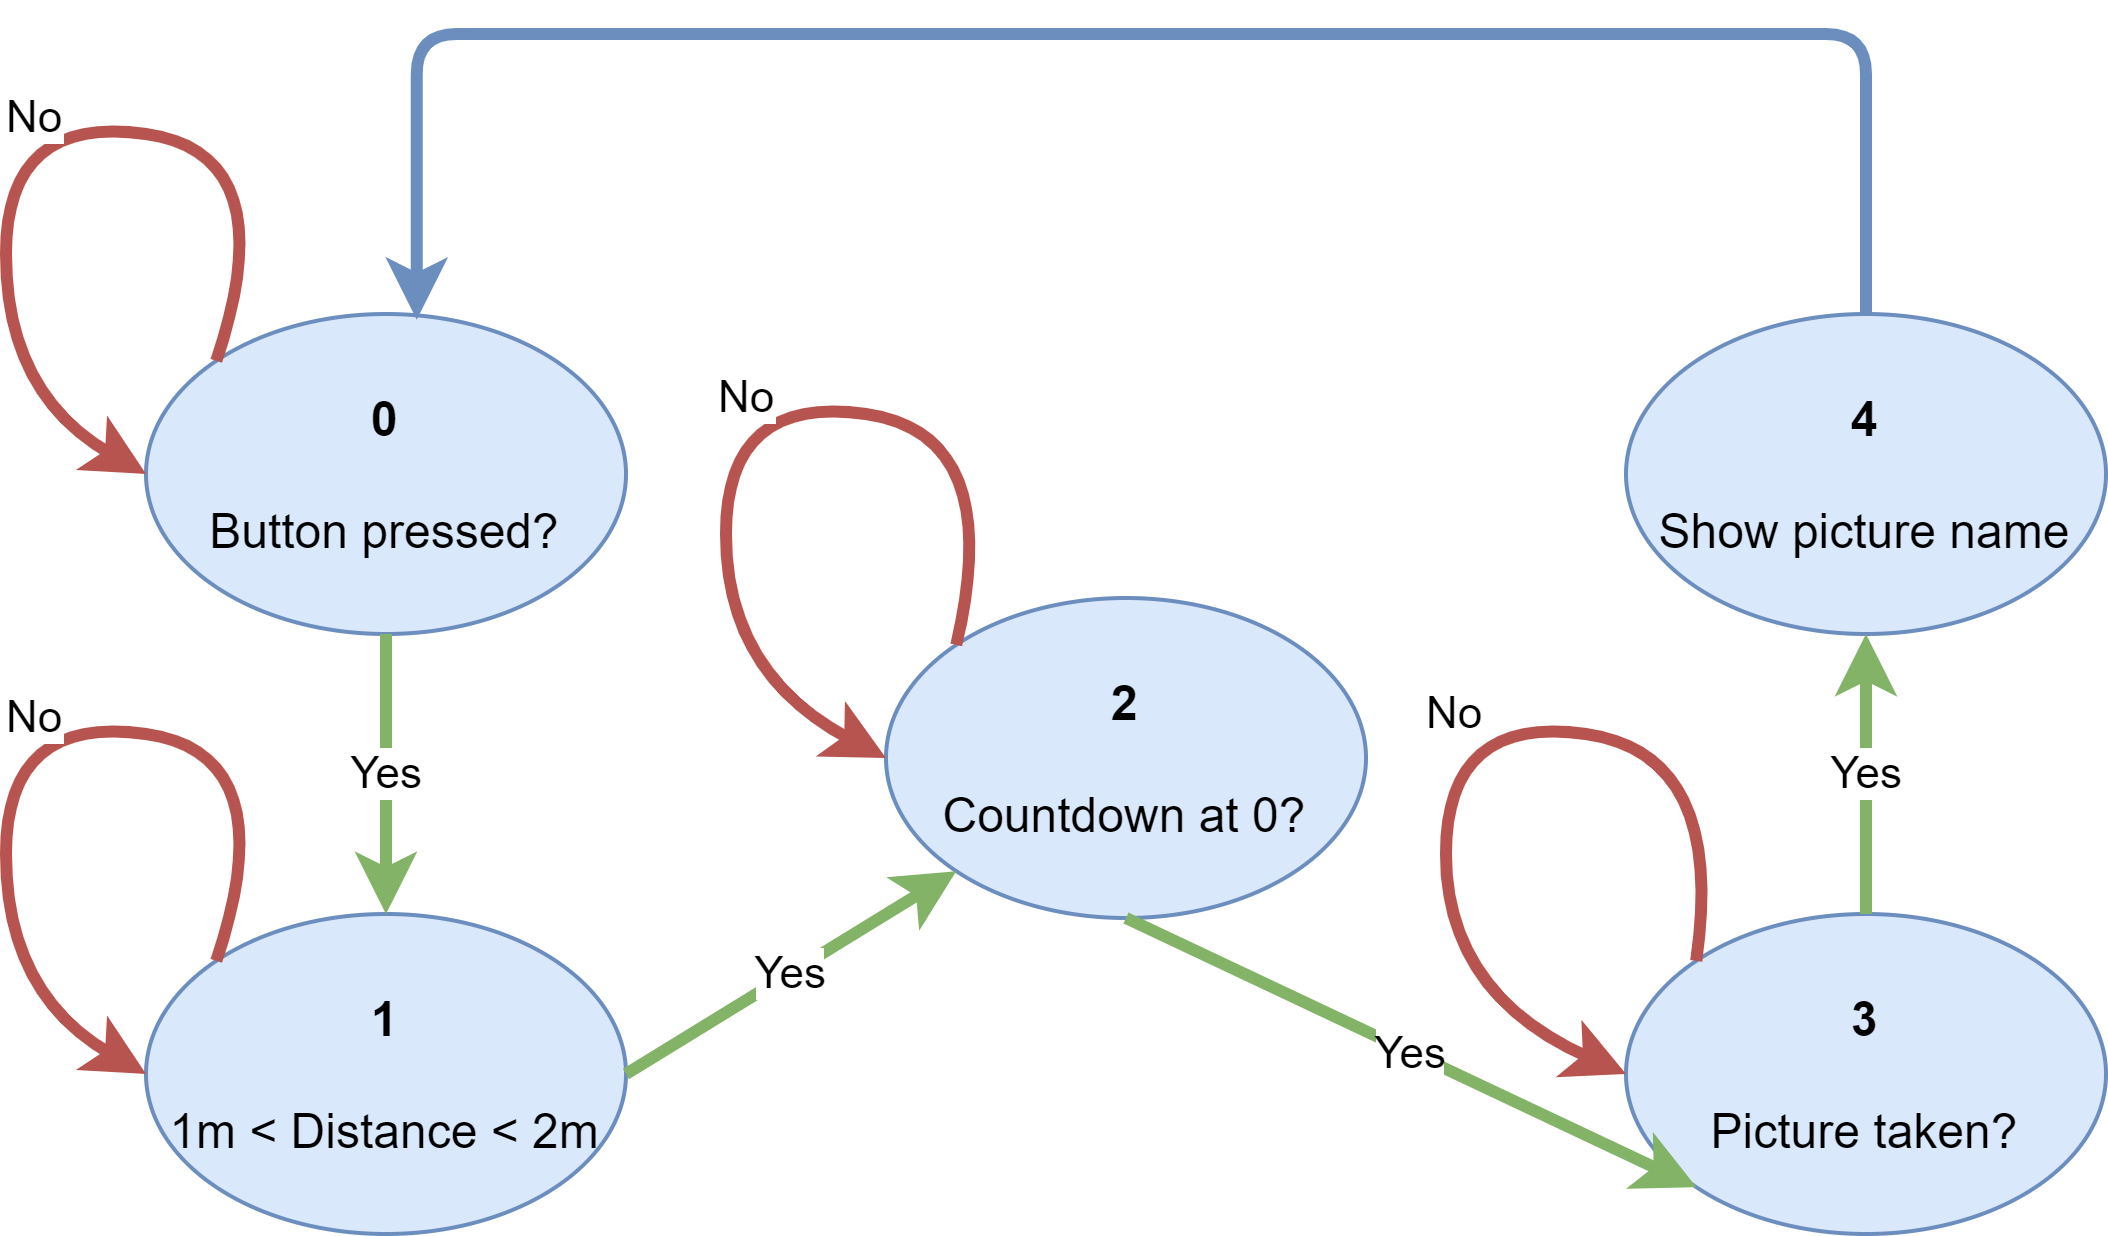 No
0
Button pressed?
Yes
No
1
1m < Distance < 2m
Yes
No
2
Countdown at 0?
Yes
No
3
Picture taken?
Yes
4
Show picture name